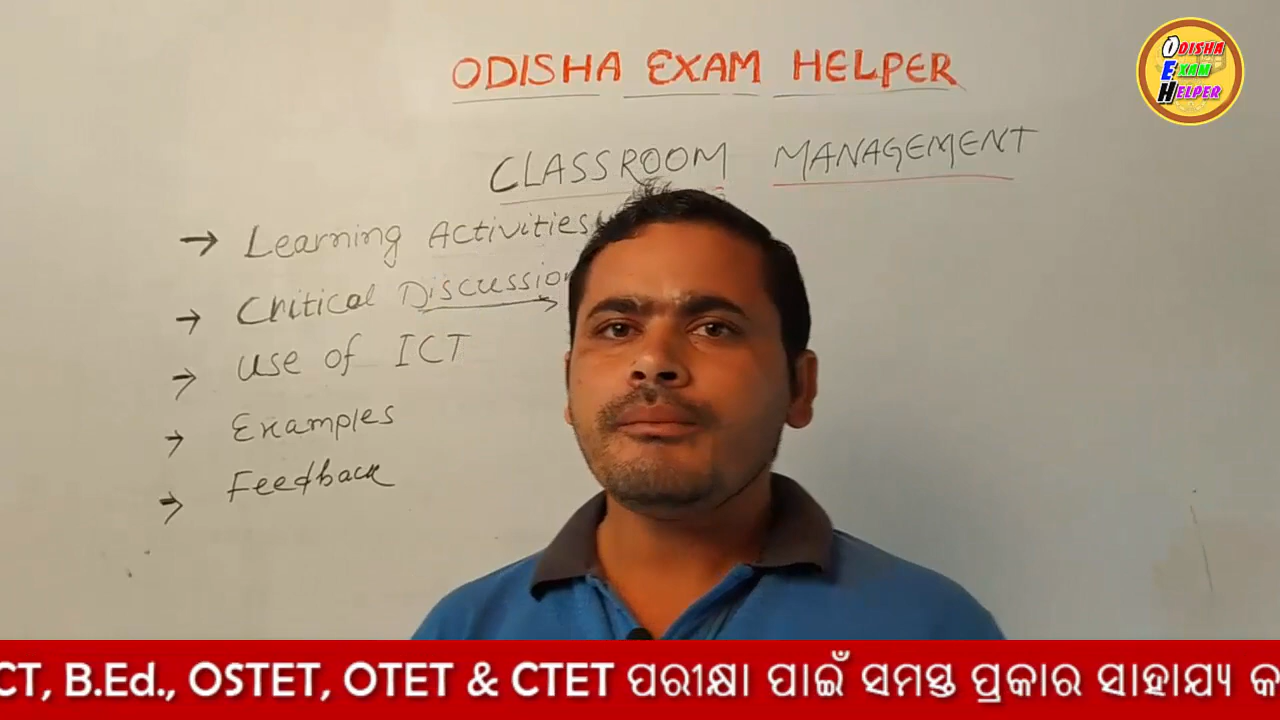 ODISHA EXAM HELPER
ODISHA
EXAM
HELPER
CLASSROOM MANAGEMENT
→ Learning Activities
→ Critical Discussion
→ Use of ICT
→ Examples
→ Feedback
CT, B.Ed., OSTET, OTET & CTET ପରୀକ୍ଷା ପାଇଁ ସମସ୍ତ ପ୍ରକାର ସାହାଯ୍ୟ କ